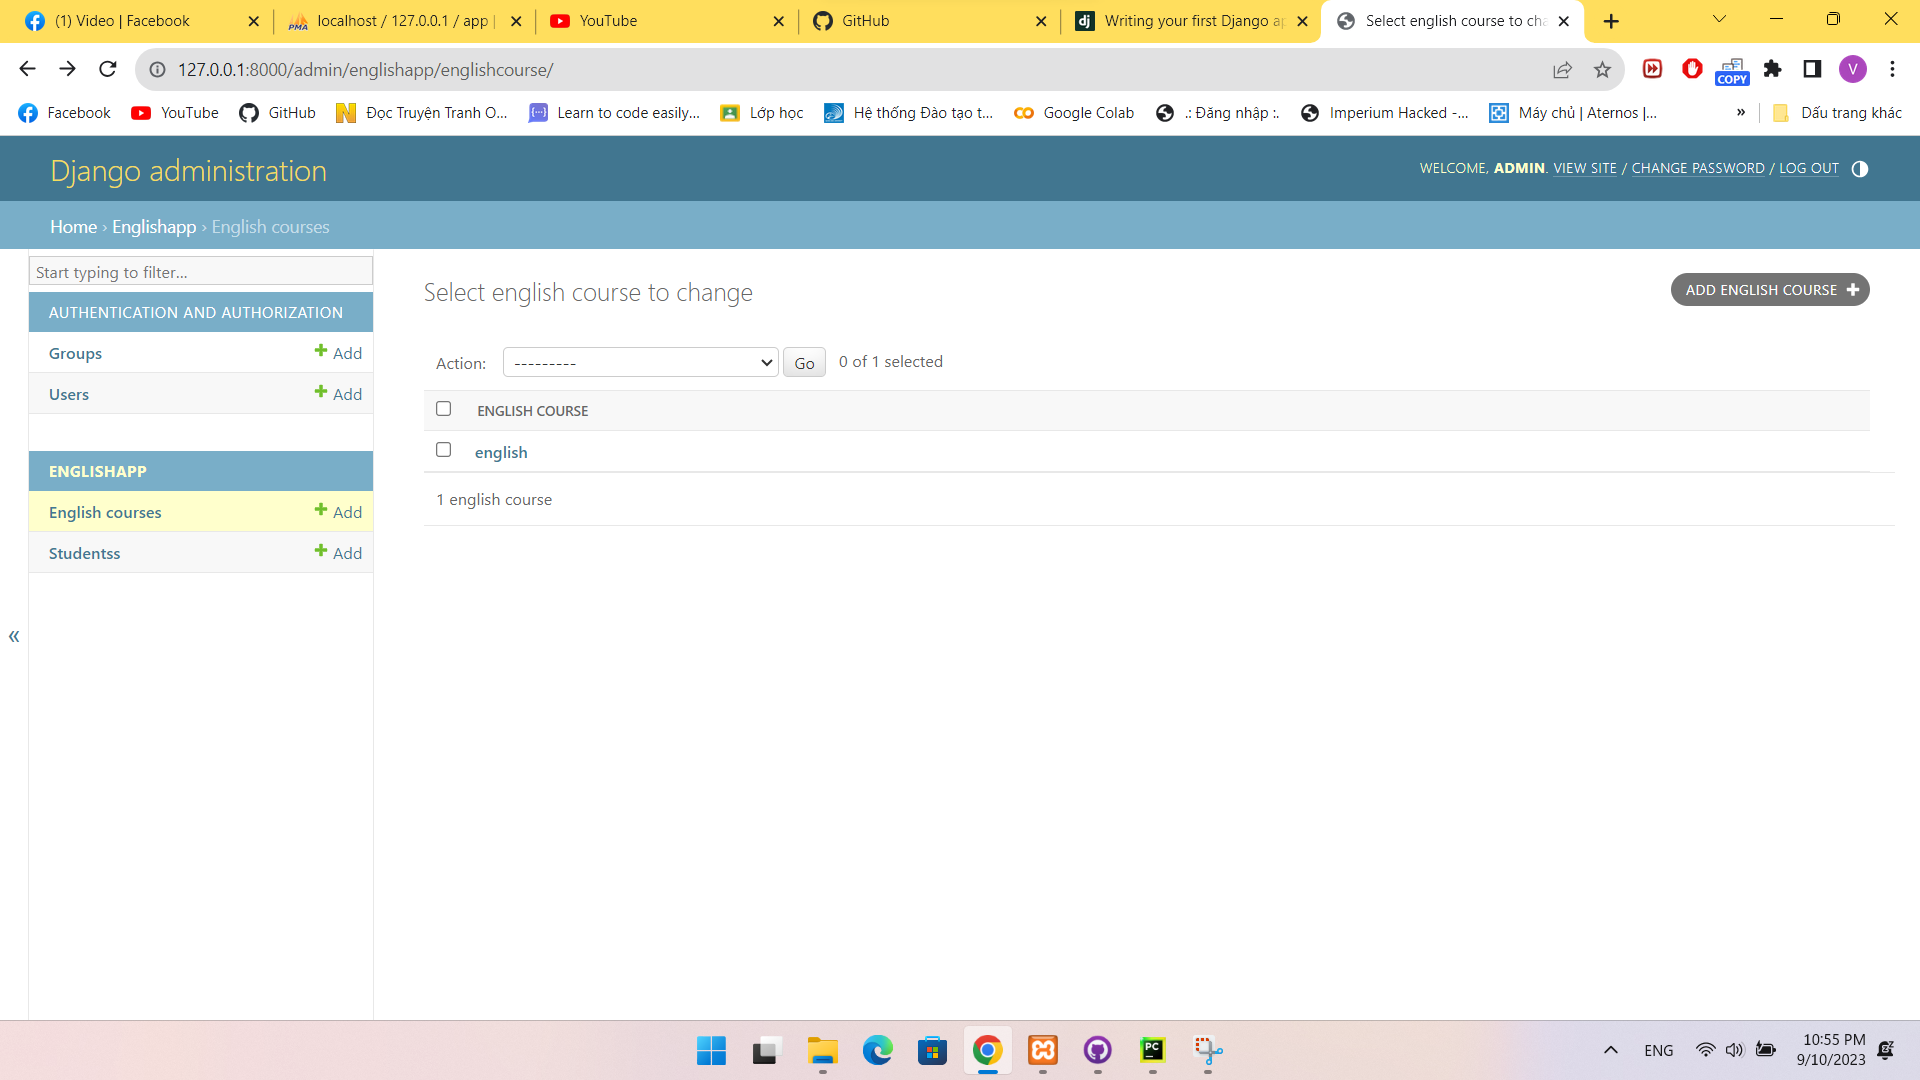 (1) Video | Facebook
localhost / 127.0.0.1 / app |
YouTube
GitHub
Writing your first Django ap
Select english course to cha
127.0.0.1:8000/admin/englishapp/englishcourse/
COPY
V
Facebook
YouTube
GitHub
Đọc Truyện Tranh O...
Learn to code easily...
Lớp học
Hệ thống Đào tạo t...
Google Colab
.: Đăng nhập :.
Imperium Hacked -...
Máy chủ | Aternos |...
»
Dấu trang khác
Django administration
WELCOME, ADMIN. VIEW SITE / CHANGE PASSWORD / LOG OUT
Home › Englishapp › English courses
Start typing to filter...
AUTHENTICATION AND AUTHORIZATION
Groups
Add
Users
Add
ENGLISHAPP
English courses
Add
Studentss
Add
«
Select english course to change
ADD ENGLISH COURSE
Action:
---------
Go
0 of 1 selected
ENGLISH COURSE
english
1 english course
ENG
10:55 PM
9/10/2023